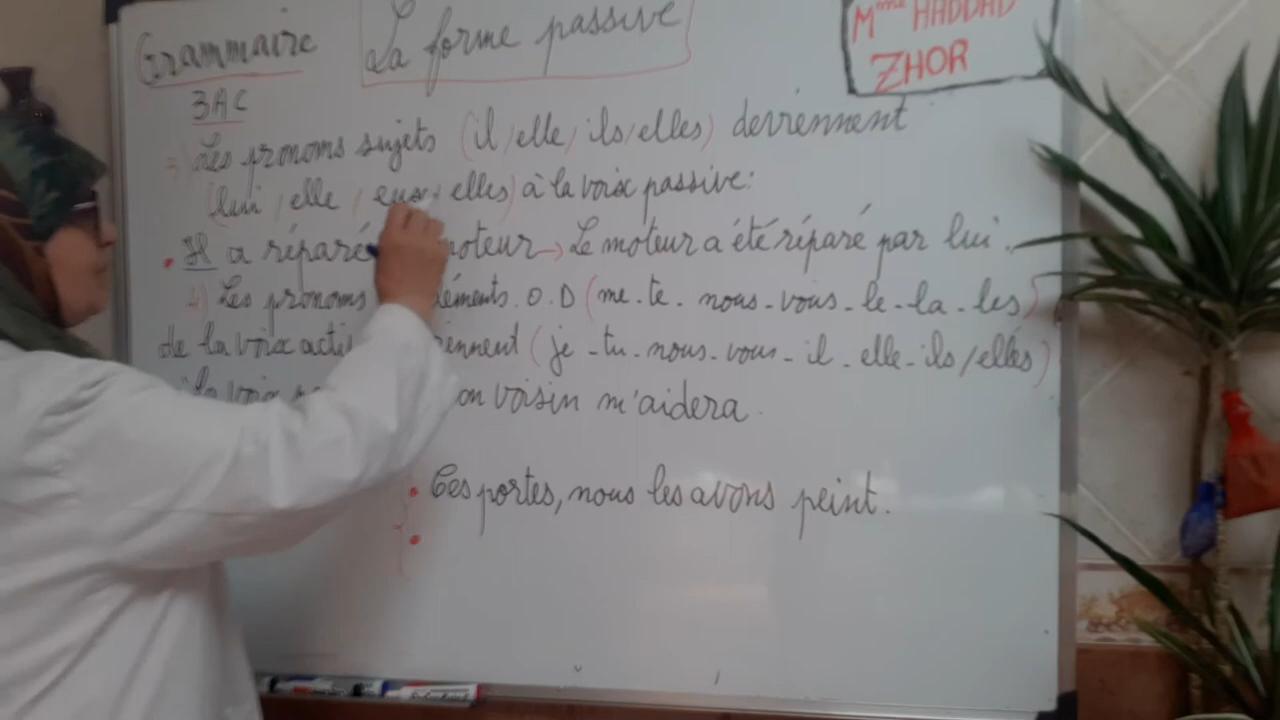 Grammaire La forme passive
Mme HADDAD
ZHOR
3AC
Les pronoms sujets (il, elle, ils/elles) deviennent
(lui, elle, eux, elles) à la voix passive:
• Il a réparé moteur → Le moteur a été réparé par lui.
4) Les pronoms O.D (me-te-nous-vous-le-la-les)
de la voix (je-tu-nous-vous-il-elle-ils/elles)
la voix voisin m'aidera.
• Ces portes, nous les avons peint.